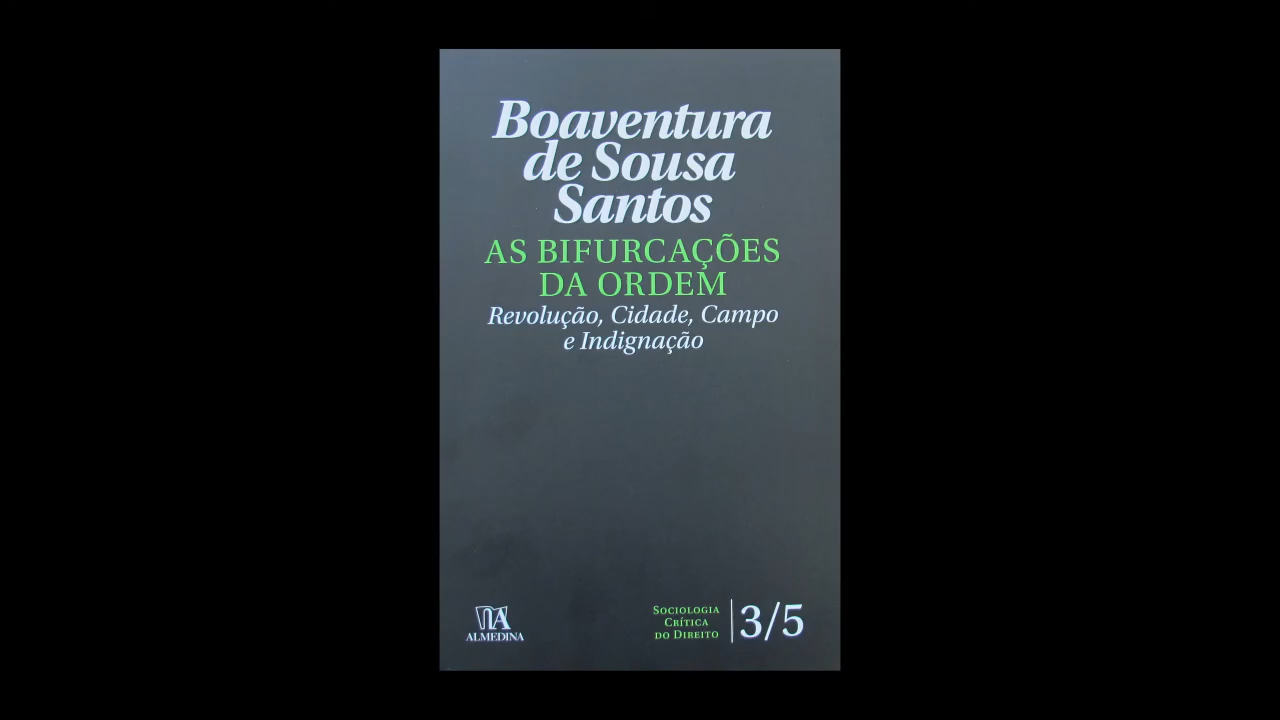 Boaventura
de Sousa
Santos
AS BIFURCAÇÕES
DA ORDEM
Revolução, Cidade, Campo
e Indignação
ALMEDINA
SOCIOLOGIA
CRÍTICA
DO DIREITO
3/5